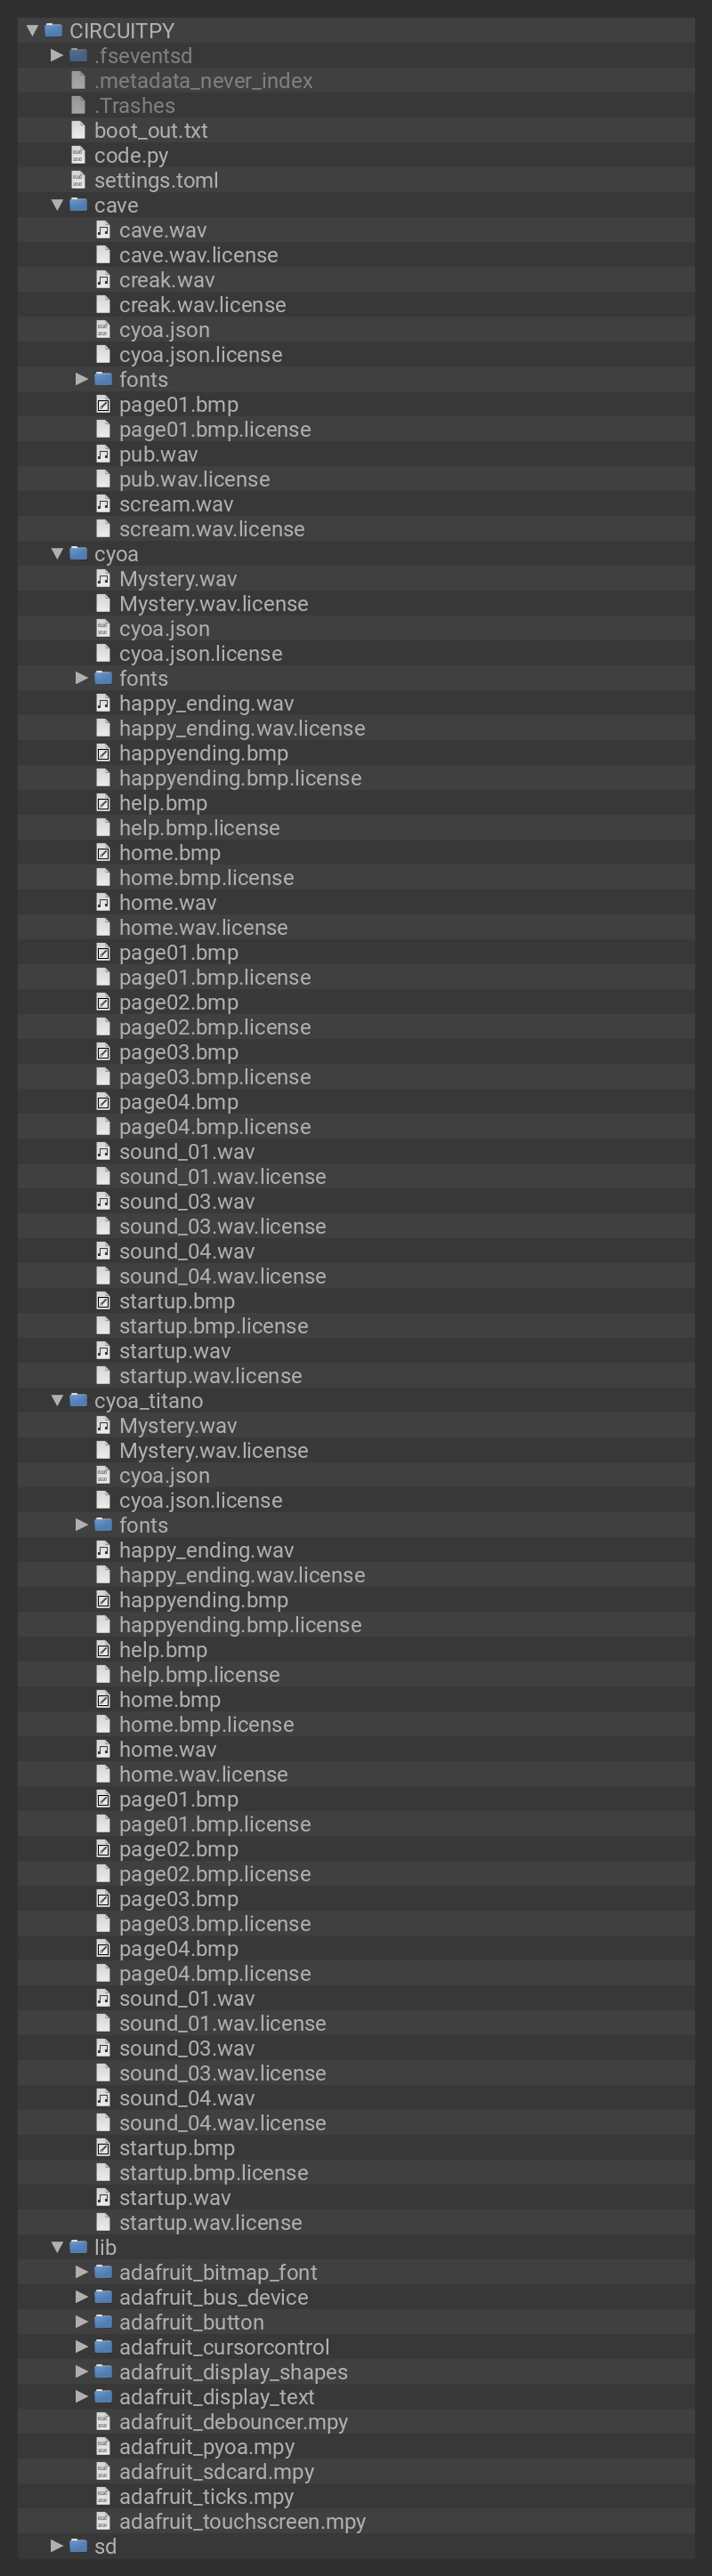 CIRCUITPY
.fseventsd
.metadata_never_index
.Trashes
boot_out.txt
code.py
settings.toml
cave
cave.wav
cave.wav.license
creak.wav
creak.wav.license
cyoa.json
cyoa.json.license
fonts
page01.bmp
page01.bmp.license
pub.wav
pub.wav.license
scream.wav
scream.wav.license
cyoa
Mystery.wav
Mystery.wav.license
cyoa.json
cyoa.json.license
fonts
happy_ending.wav
happy_ending.wav.license
happyending.bmp
happyending.bmp.license
help.bmp
help.bmp.license
home.bmp
home.bmp.license
home.wav
home.wav.license
page01.bmp
page01.bmp.license
page02.bmp
page02.bmp.license
page03.bmp
page03.bmp.license
page04.bmp
page04.bmp.license
sound_01.wav
sound_01.wav.license
sound_03.wav
sound_03.wav.license
sound_04.wav
sound_04.wav.license
startup.bmp
startup.bmp.license
startup.wav
startup.wav.license
cyoa_titano
Mystery.wav
Mystery.wav.license
cyoa.json
cyoa.json.license
fonts
happy_ending.wav
happy_ending.wav.license
happyending.bmp
happyending.bmp.license
help.bmp
help.bmp.license
home.bmp
home.bmp.license
home.wav
home.wav.license
page01.bmp
page01.bmp.license
page02.bmp
page02.bmp.license
page03.bmp
page03.bmp.license
page04.bmp
page04.bmp.license
sound_01.wav
sound_01.wav.license
sound_03.wav
sound_03.wav.license
sound_04.wav
sound_04.wav.license
startup.bmp
startup.bmp.license
startup.wav
startup.wav.license
lib
adafruit_bitmap_font
adafruit_bus_device
adafruit_button
adafruit_cursorcontrol
adafruit_display_shapes
adafruit_display_text
adafruit_debouncer.mpy
adafruit_pyoa.mpy
adafruit_sdcard.mpy
adafruit_ticks.mpy
adafruit_touchscreen.mpy
sd